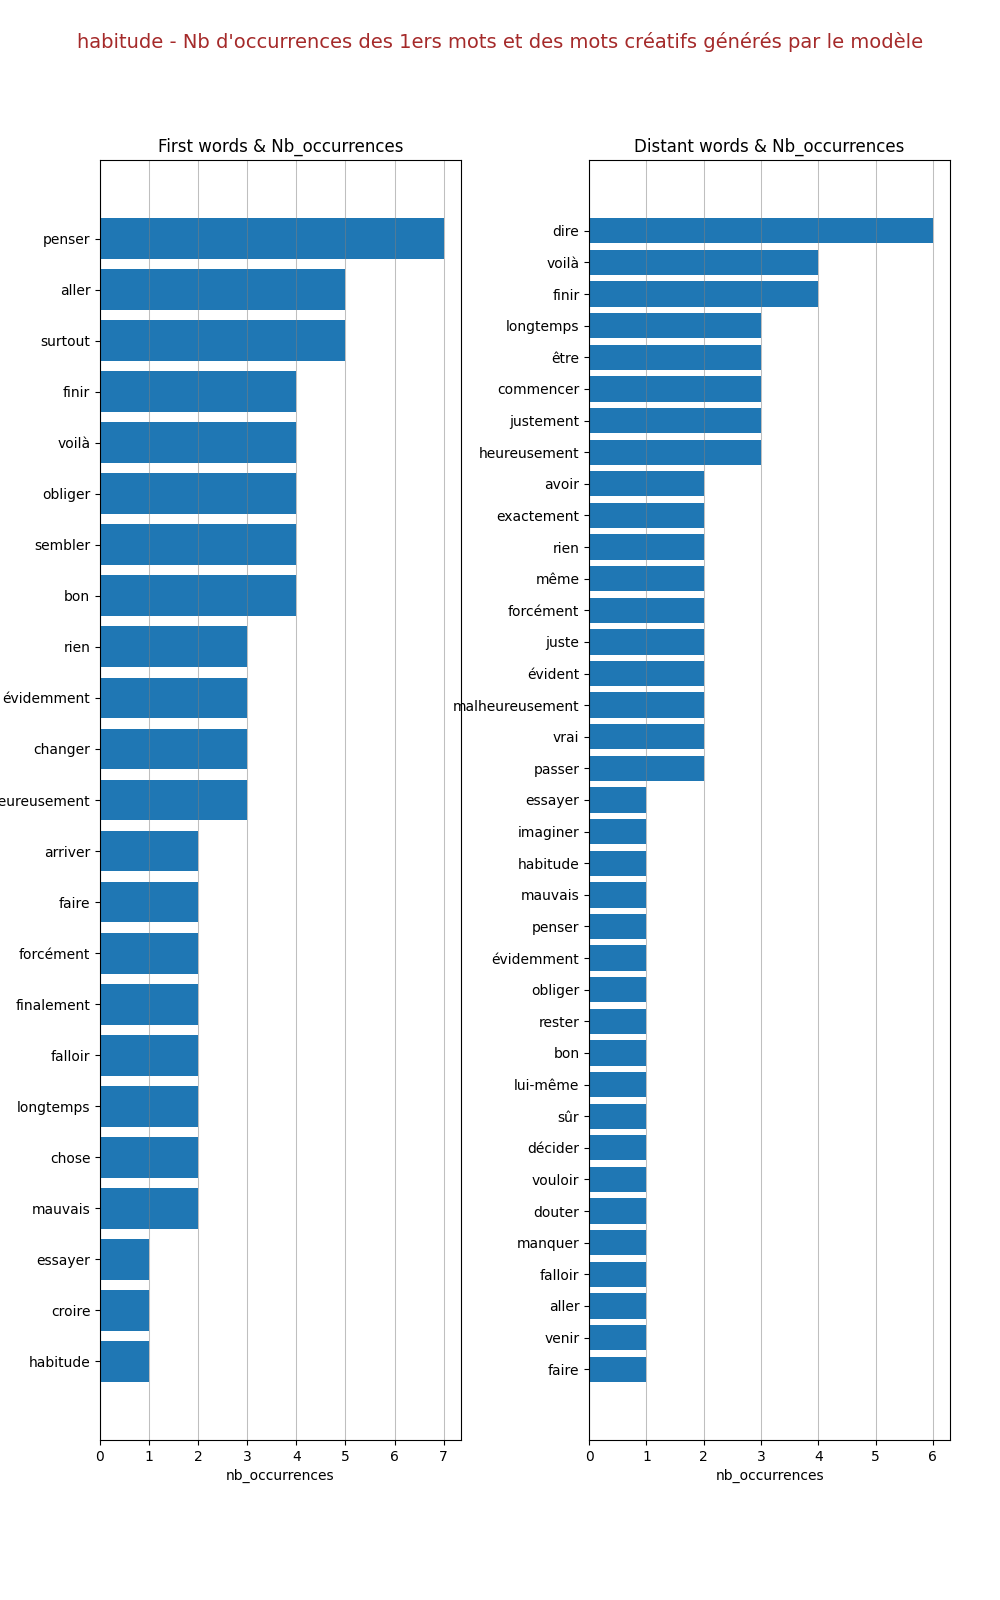 habitude - Nb d'occurrences des 1ers mots et des mots créatifs générés par le modèle
First words & Nb_occurrences
penser
aller
surtout
finir
voilà
obliger
sembler
bon
rien
évidemment
changer
eureusement
arriver
faire
forcément
finalement
falloir
longtemps
chose
mauvais
essayer
croire
habitude
0 1 2 3 4 5 6 7
nb_occurrences
Distant words & Nb_occurrences
dire
voilà
finir
longtemps
être
commencer
justement
heureusement
avoir
exactement
rien
même
forcément
juste
évident
malheureusement
vrai
passer
essayer
imaginer
habitude
mauvais
penser
évidemment
obliger
rester
bon
lui-même
sûr
décider
vouloir
douter
manquer
falloir
aller
venir
faire
0 1 2 3 4 5 6
nb_occurrences